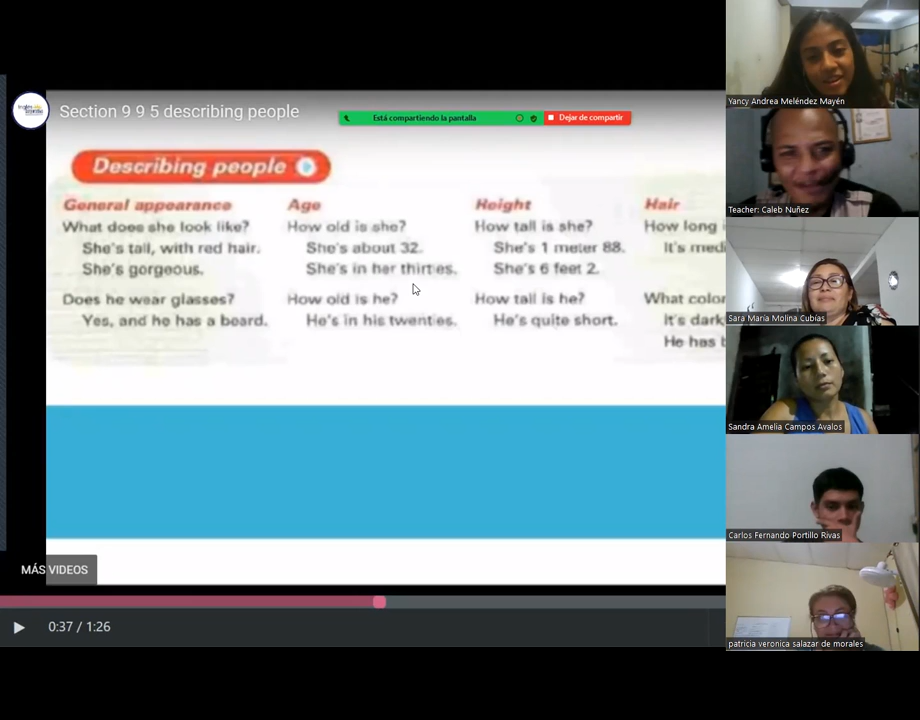 Section 9 9 5 describing people
Está compartiendo la pantalla
Dejar de compartir
Describing people
General appearance
What does she look like?
She's tall, with red hair.
She's gorgeous.
Does he wear glasses?
Yes, and he has a beard.
Age
How old is she?
She's about 32.
She's in her thirties.
How old is he?
He's in his twenties.
Height
How tall is she?
She's 1 meter 88.
She's 6 feet 2.
How tall is he?
He's quite short.
Hair
How long
It's
What color
It's dark
He has
MÁS VIDEOS
0:37 / 1:26
Yancy Andrea Meléndez Mayén
Teacher: Caleb Nuñez
Sara María Molina Cubías
Sandra Amelia Campos Avalos
Carlos Fernando Portillo Rivas
patricia veronica salazar de morales